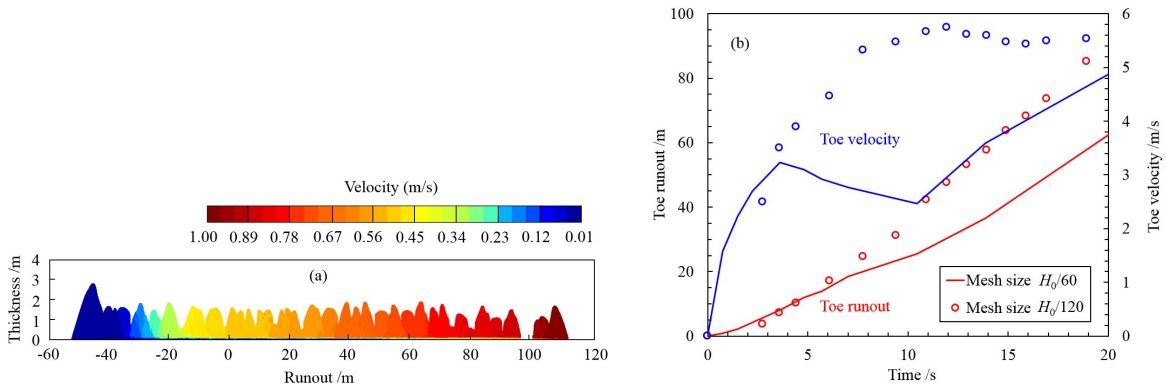 Velocity (m/s)
1.00 0.89 0.78 0.67 0.56 0.45 0.34 0.23 0.12 0.01
(a)
Thickness /m
4
3
2
1
0
-60 -40 -20 0 20 40 60 80 100 120
Runout /m
(b)
Toe runout /m
100
80
60
40
20
0
Toe velocity
Toe runout
Mesh size H₀/60
Mesh size H₀/120
6
5
4
3
2
1
0
Toe velocity /m/s
0 5 10 15 20
Time /s